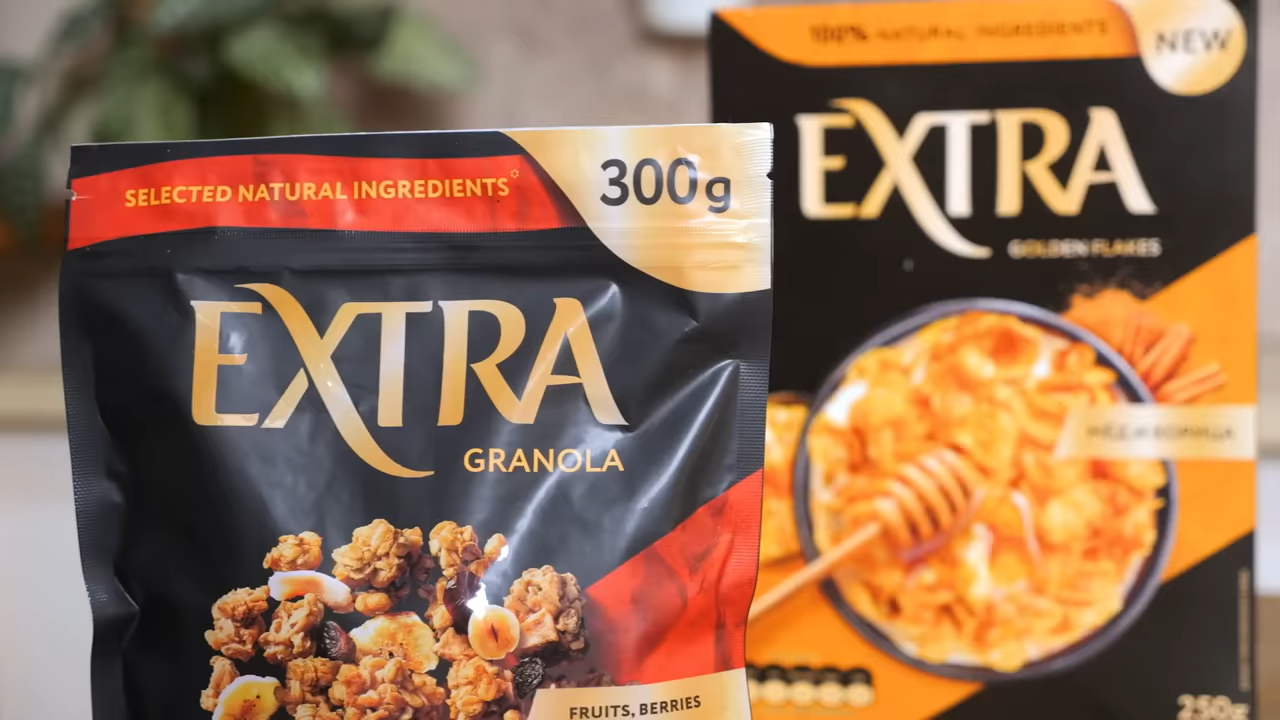 SELECTED NATURAL INGREDIENTS
300g
EXTRA
GRANOLA
FRUITS, BERRIES
100% NATURAL INGREDIENTS
NEW
EXTRA
GOLDEN FLAKES
250g